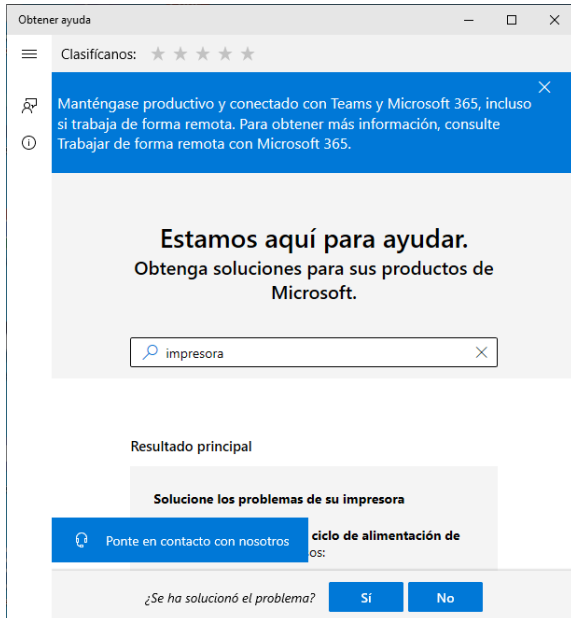 Obtener ayuda
Clasifícanos:
Manténgase productivo y conectado con Teams y Microsoft 365, incluso
si trabaja de forma remota. Para obtener más información, consulte
Trabajar de forma remota con Microsoft 365.
Estamos aquí para ayudar.
Obtenga soluciones para sus productos de
Microsoft.
impresora
Resultado principal
Solucione los problemas de su impresora
ciclo de alimentación de
os:
Ponte en contacto con nosotros
¿Se ha solucionado el problema?
Sí
No